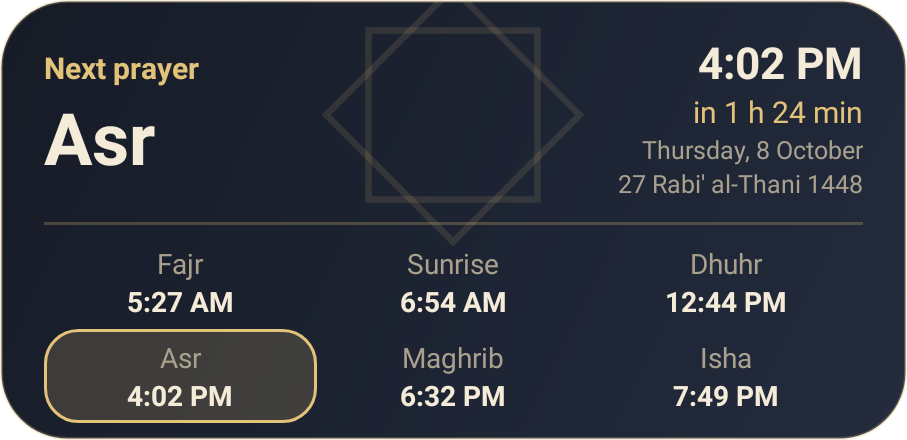 Next prayer
Asr
4:02 PM
in 1 h 24 min
Thursday, 8 October
27 Rabi' al-Thani 1448
Fajr
5:27 AM
Sunrise
6:54 AM
Dhuhr
12:44 PM
Asr
4:02 PM
Maghrib
6:32 PM
Isha
7:49 PM